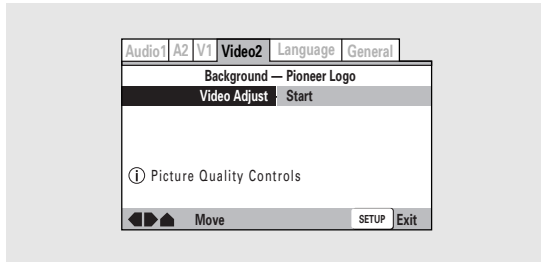 Audio1 A2 V1 Video2 Language General
Background — Pioneer Logo
Video Adjust Start
i Picture Quality Controls
Move SETUP Exit